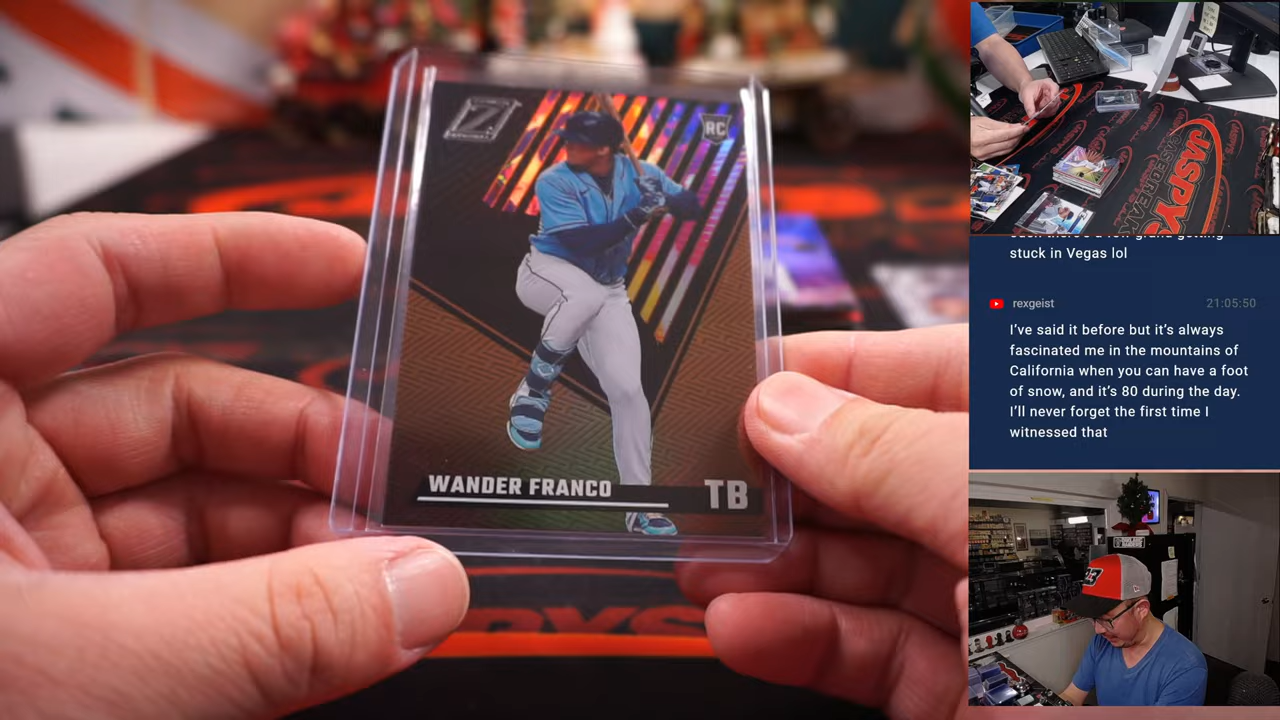 Z
RC
WANDER FRANCO
TB
JASPYS
CASEBREAKS
stuck in Vegas lol
rexgeist 21:05:50
I've said it before but it's always
fascinated me in the mountains of
California when you can have a foot
of snow, and it's 80 during the day.
I'll never forget the first time I
witnessed that
23